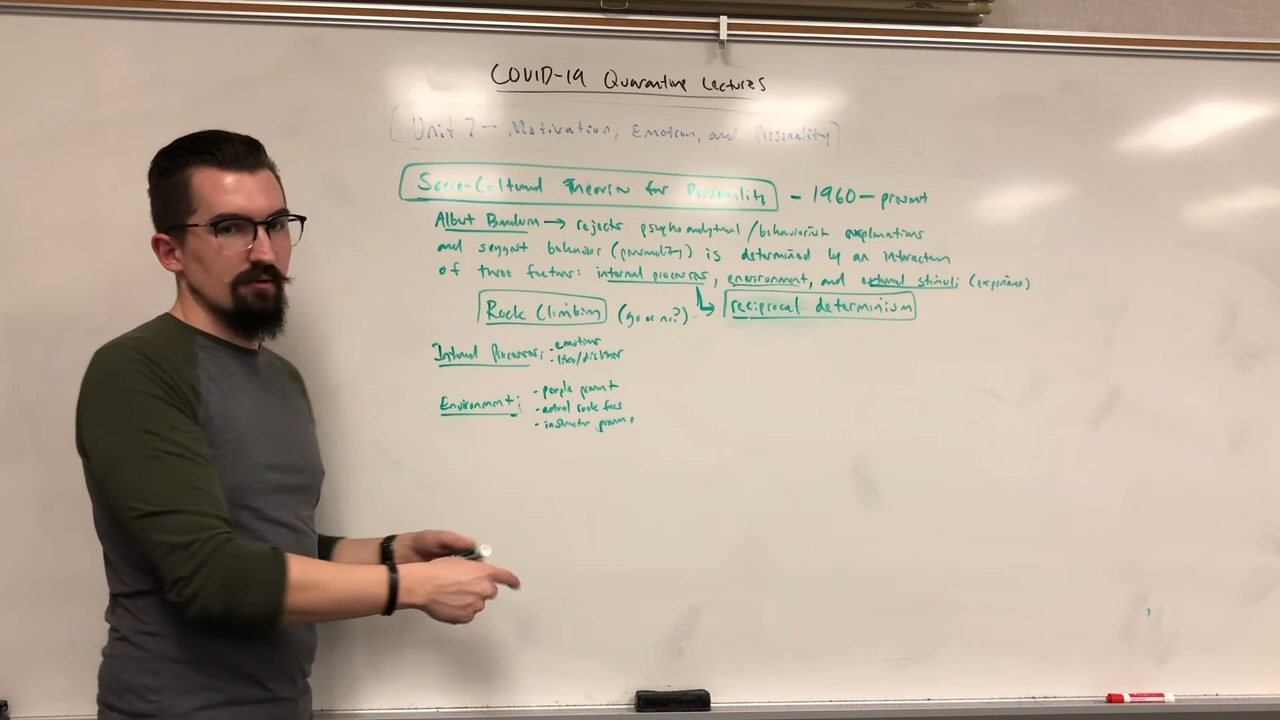 COVID-19 Quarantine Lectures
(Unit 7 - Motivation, Emotion, and Personality)
Socio-Cultural Theories for Personality - 1960 - present
Albert Bandura → rejects psychoanalytical / behaviorist explanations
and suggest behavior (personality) is determined by an interaction
of three factors: internal processes, environment, and external stimuli (experience)
Rock Climbing (go or no?) → reciprocal determinism
Internal Processes: - emotions
- likes/dislikes
Environment: - people present
- actual rock face
- instructor present